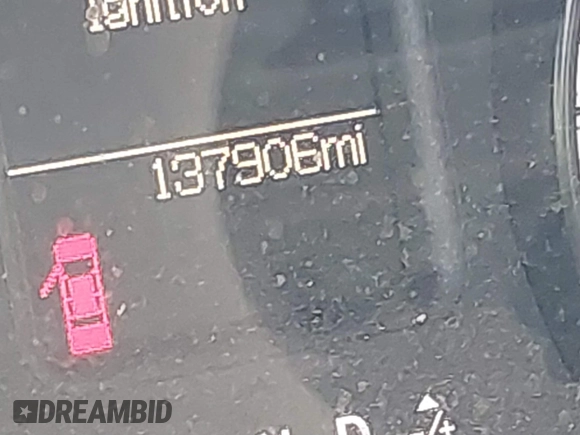 Ignition
137906mi
D
DREAMBID